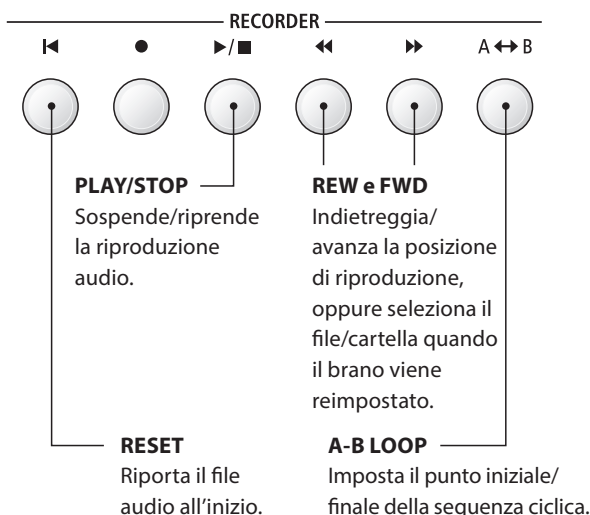 RECORDER
A ↔ B
PLAY/STOP
Sospende/riprende
la riproduzione
audio.
REW e FWD
Indietreggia/
avanza la posizione
di riproduzione,
oppure seleziona il
file/cartella quando
il brano viene
reimpostato.
RESET
Riporta il file
audio all'inizio.
A-B LOOP
Imposta il punto iniziale/
finale della sequenza ciclica.